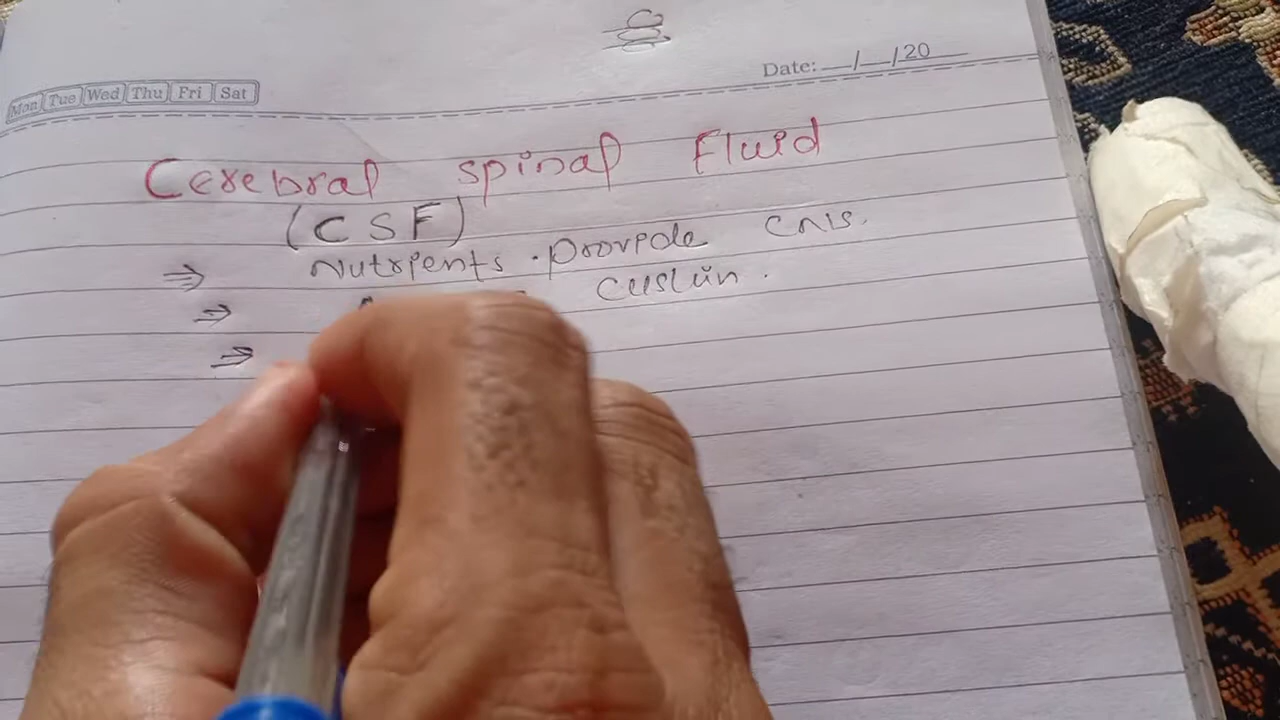 Date: __/__/20
Mon Tue Wed Thu Fri Sat
Cerebral spinal Fluid
(CSF)
⇒ Nutrients . provide CNS.
⇒ cushin .
⇒